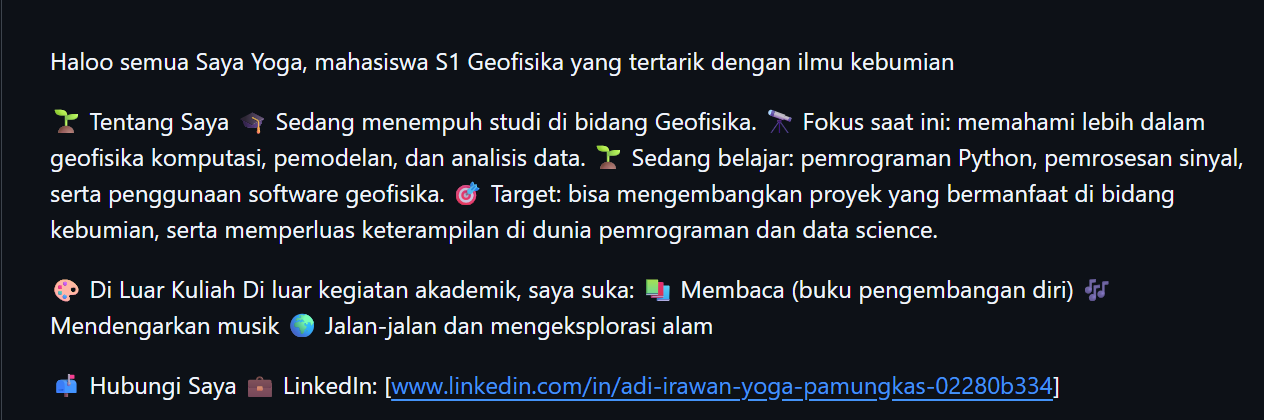 Haloo semua Saya Yoga, mahasiswa S1 Geofisika yang tertarik dengan ilmu kebumian
🌱 Tentang Saya 🎓 Sedang menempuh studi di bidang Geofisika. 🔭 Fokus saat ini: memahami lebih dalam
geofisika komputasi, pemodelan, dan analisis data. 🌱 Sedang belajar: pemrograman Python, pemrosesan sinyal,
serta penggunaan software geofisika. 🎯 Target: bisa mengembangkan proyek yang bermanfaat di bidang
kebumian, serta memperluas keterampilan di dunia pemrograman dan data science.
🎨 Di Luar Kuliah Di luar kegiatan akademik, saya suka: 📚 Membaca (buku pengembangan diri) 🎶
Mendengarkan musik 🌍 Jalan-jalan dan mengeksplorasi alam
📫 Hubungi Saya 💼 LinkedIn: [www.linkedin.com/in/adi-irawan-yoga-pamungkas-02280b334]